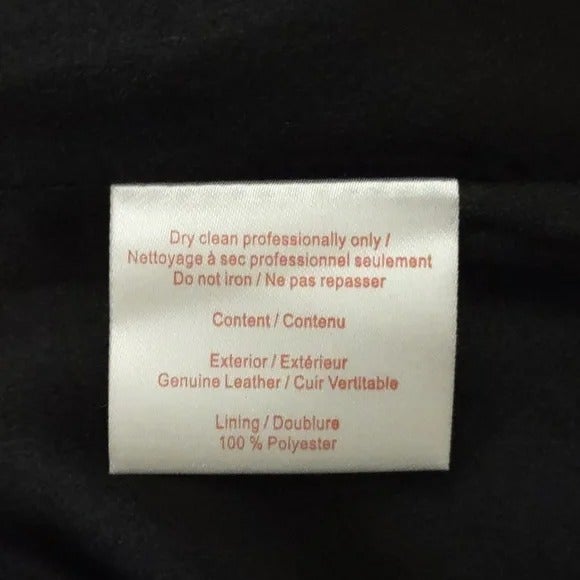 Dry clean professionally only /
Nettoyage à sec professionnel seulement
Do not iron / Ne pas repasser
Content / Contenu
Exterior / Extérieur
Genuine Leather / Cuir Vertitable
Lining / Doublure
100 % Polyester